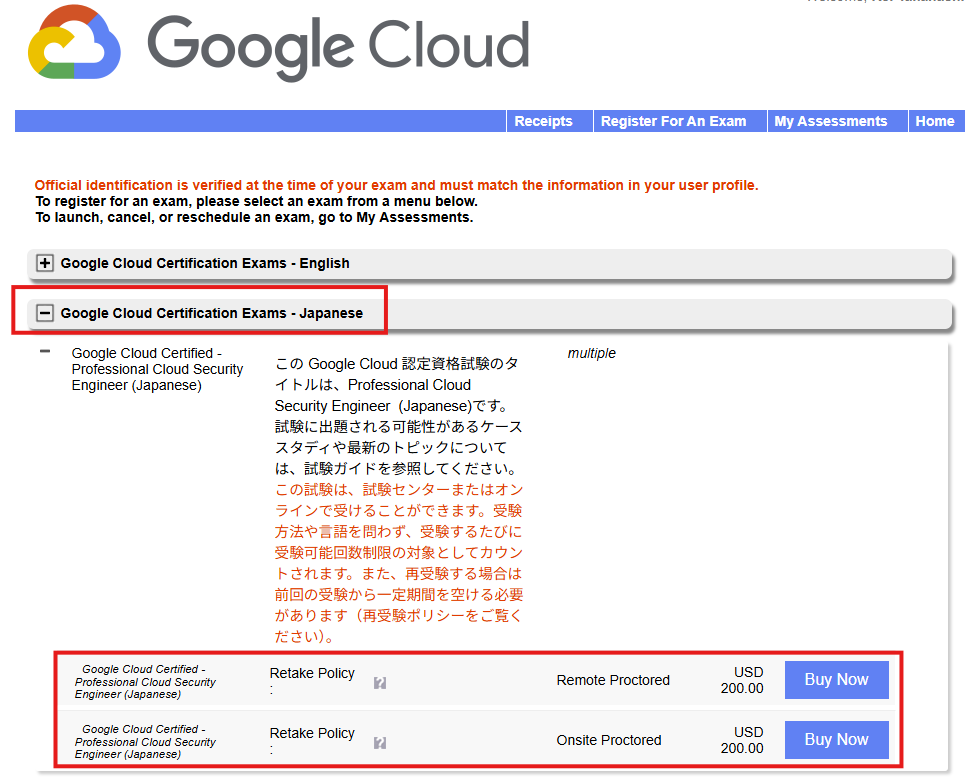 Google Cloud
Receipts
Register For An Exam
My Assessments
Home
Official identification is verified at the time of your exam and must match the information in your user profile.
To register for an exam, please select an exam from a menu below.
To launch, cancel, or reschedule an exam, go to My Assessments.
Google Cloud Certification Exams - English
Google Cloud Certification Exams - Japanese
Google Cloud Certified -
Professional Cloud Security
Engineer (Japanese)
この Google Cloud 認定資格試験のタ
イトルは、Professional Cloud
Security Engineer (Japanese)です。
試験に出題される可能性があるケース
スタディや最新のトピックについて
は、試験ガイドを参照してください。
この試験は、試験センターまたはオン
ラインで受けることができます。受験
方法や言語を問わず、受験するたびに
受験可能回数制限の対象としてカウン
トされます。また、再受験する場合は
前回の受験から一定期間を空ける必要
があります（再受験ポリシーをご覧く
ださい）。
multiple
Google Cloud Certified -
Professional Cloud Security
Engineer (Japanese)
Retake Policy
:
Remote Proctored
USD
200.00
Buy Now
Google Cloud Certified -
Professional Cloud Security
Engineer (Japanese)
Retake Policy
:
Onsite Proctored
USD
200.00
Buy Now